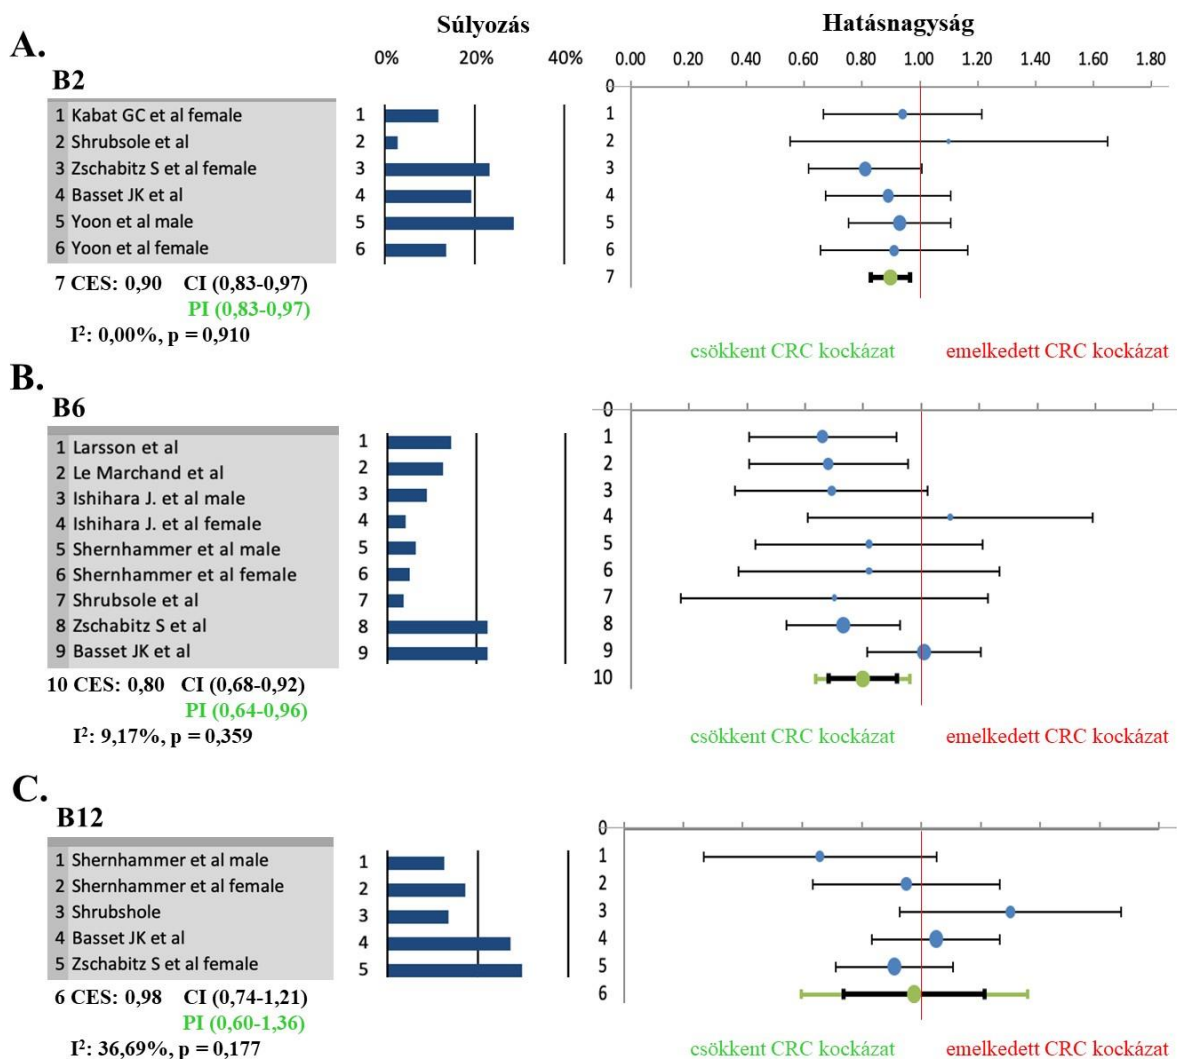 Súlyozás
Hatásnagyság
A.
B2
0% 20% 40%
0.00 0.20 0.40 0.60 0.80 1.00 1.20 1.40 1.60 1.80
0
1 Kabat GC et al female 1 1
2 Shrubsole et al 2 2
3 Zschabitz S et al female 3 3
4 Basset JK et al 4 4
5 Yoon et al male 5 5
6 Yoon et al female 6 6
7 CES: 0,90 CI (0,83-0,97) 7
PI (0,83-0,97)
I²: 0,00%, p = 0,910
csökkent CRC kockázat emelkedett CRC kockázat
B.
B6
0
1 Larsson et al 1 1
2 Le Marchand et al 2 2
3 Ishihara J. et al male 3 3
4 Ishihara J. et al female 4 4
5 Shernhammer et al male 5 5
6 Shernhammer et al female 6 6
7 Shrubsole et al 7 7
8 Zschabitz S et al 8 8
9 Basset JK et al 9 9
10 CES: 0,80 CI (0,68-0,92) 10
PI (0,64-0,96)
I²: 9,17%, p = 0,359
csökkent CRC kockázat emelkedett CRC kockázat
C.
B12
0
1 Shernhammer et al male 1 1
2 Shernhammer et al female 2 2
3 Shrubshole 3 3
4 Basset JK et al 4 4
5 Zschabitz S et al female 5 5
6 CES: 0,98 CI (0,74-1,21) 6
PI (0,60-1,36)
I²: 36,69%, p = 0,177
csökkent CRC kockázat emelkedett CRC kockázat